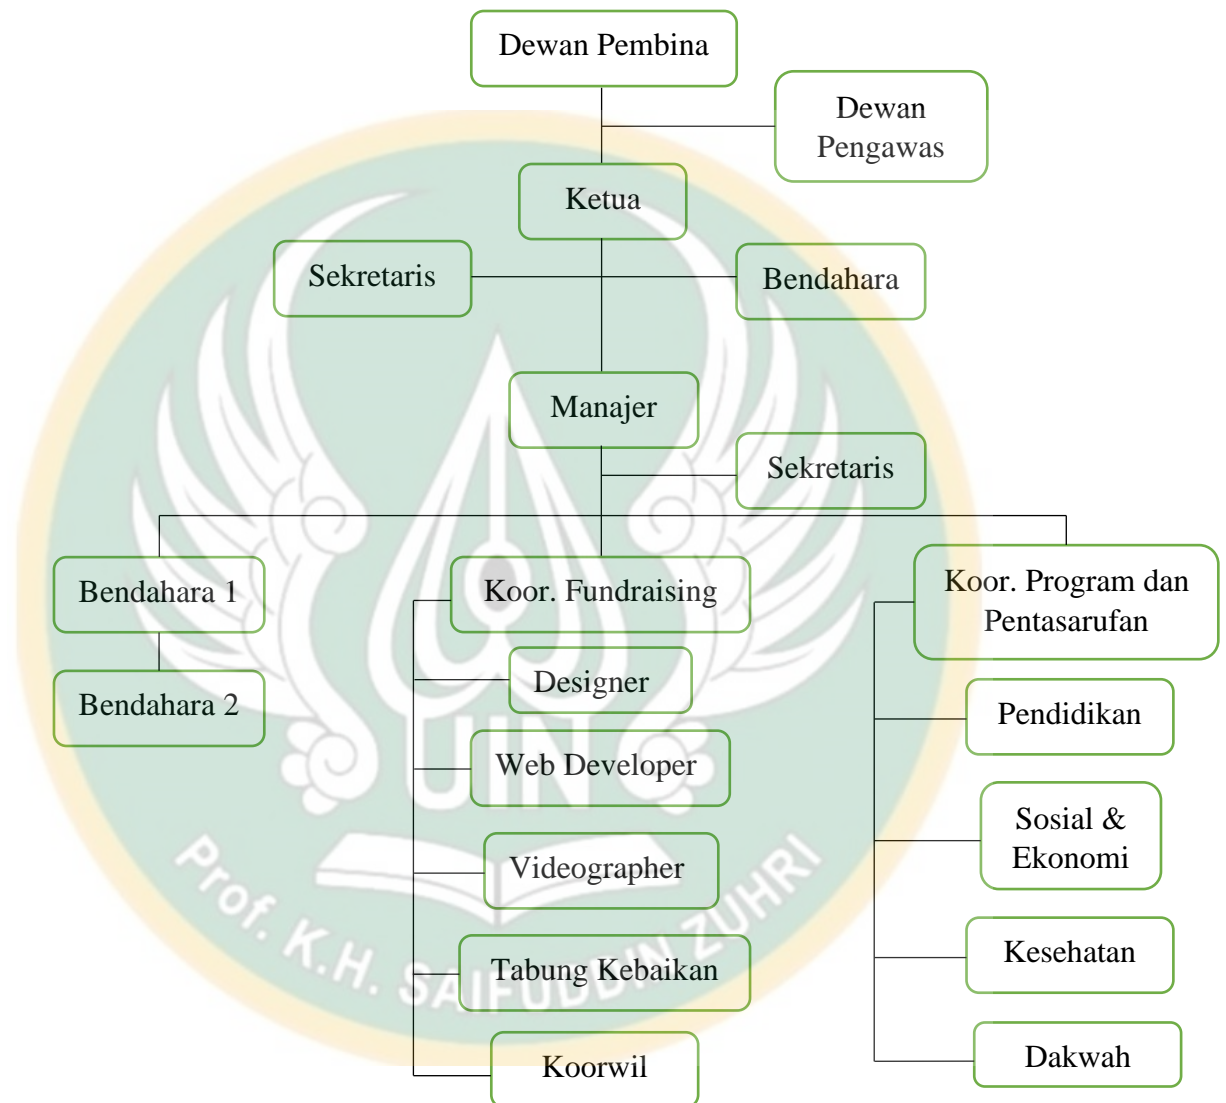 Dewan Pembina
Dewan
Pengawas
Ketua
Sekretaris
Bendahara
Manajer
Sekretaris
Bendahara 1
Bendahara 2
Koor. Fundraising
Designer
Web Developer
Videographer
Tabung Kebaikan
Koorwil
Koor. Program dan
Pentasarufan
Pendidikan
Sosial &
Ekonomi
Kesehatan
Dakwah
UIN
Prof. K.H. SAIFUDDIN ZUHRI